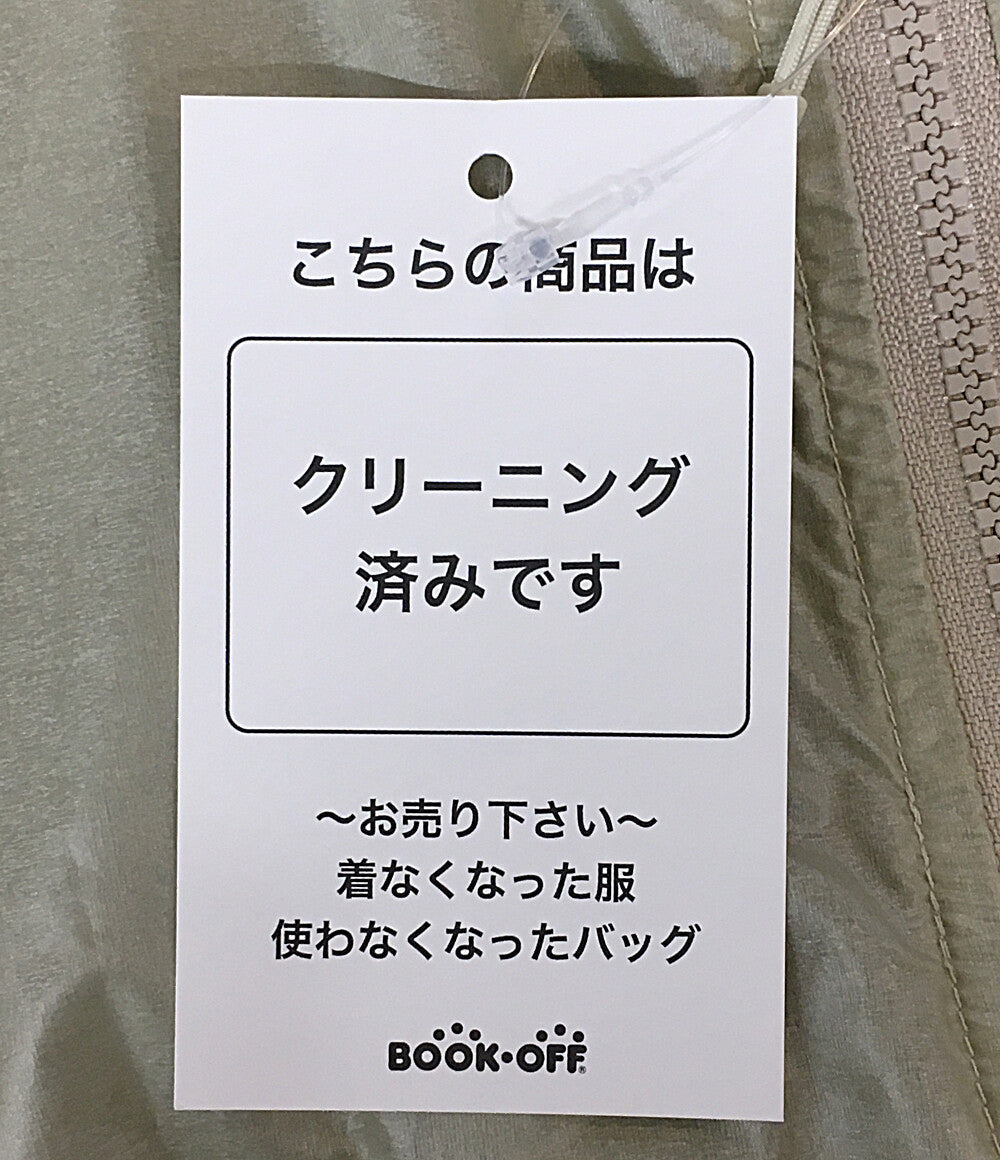 こちらの商品は
クリーニング
済みです
～お売り下さい～
着なくなった服
使わなくなったバッグ
BOOK・OFF®